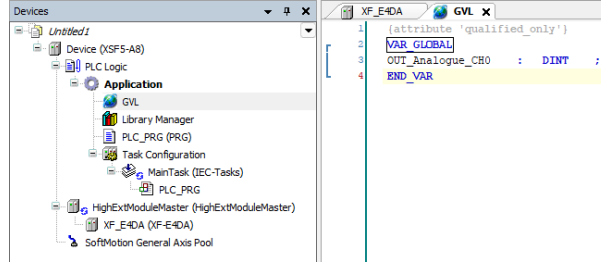 Devices
Untitled1
Device (XSF5-A8)
PLC Logic
Application
GVL
Library Manager
PLC_PRG (PRG)
Task Configuration
MainTask (IEC-Tasks)
PLC_PRG
HighExtModuleMaster (HighExtModuleMaster)
XF_E4DA (XF-E4DA)
SoftMotion General Axis Pool
XF_E4DA
GVL
1 {attribute 'qualified_only'}
2 VAR_GLOBAL
3 OUT_Analogue_CH0 : DINT ;
4 END_VAR